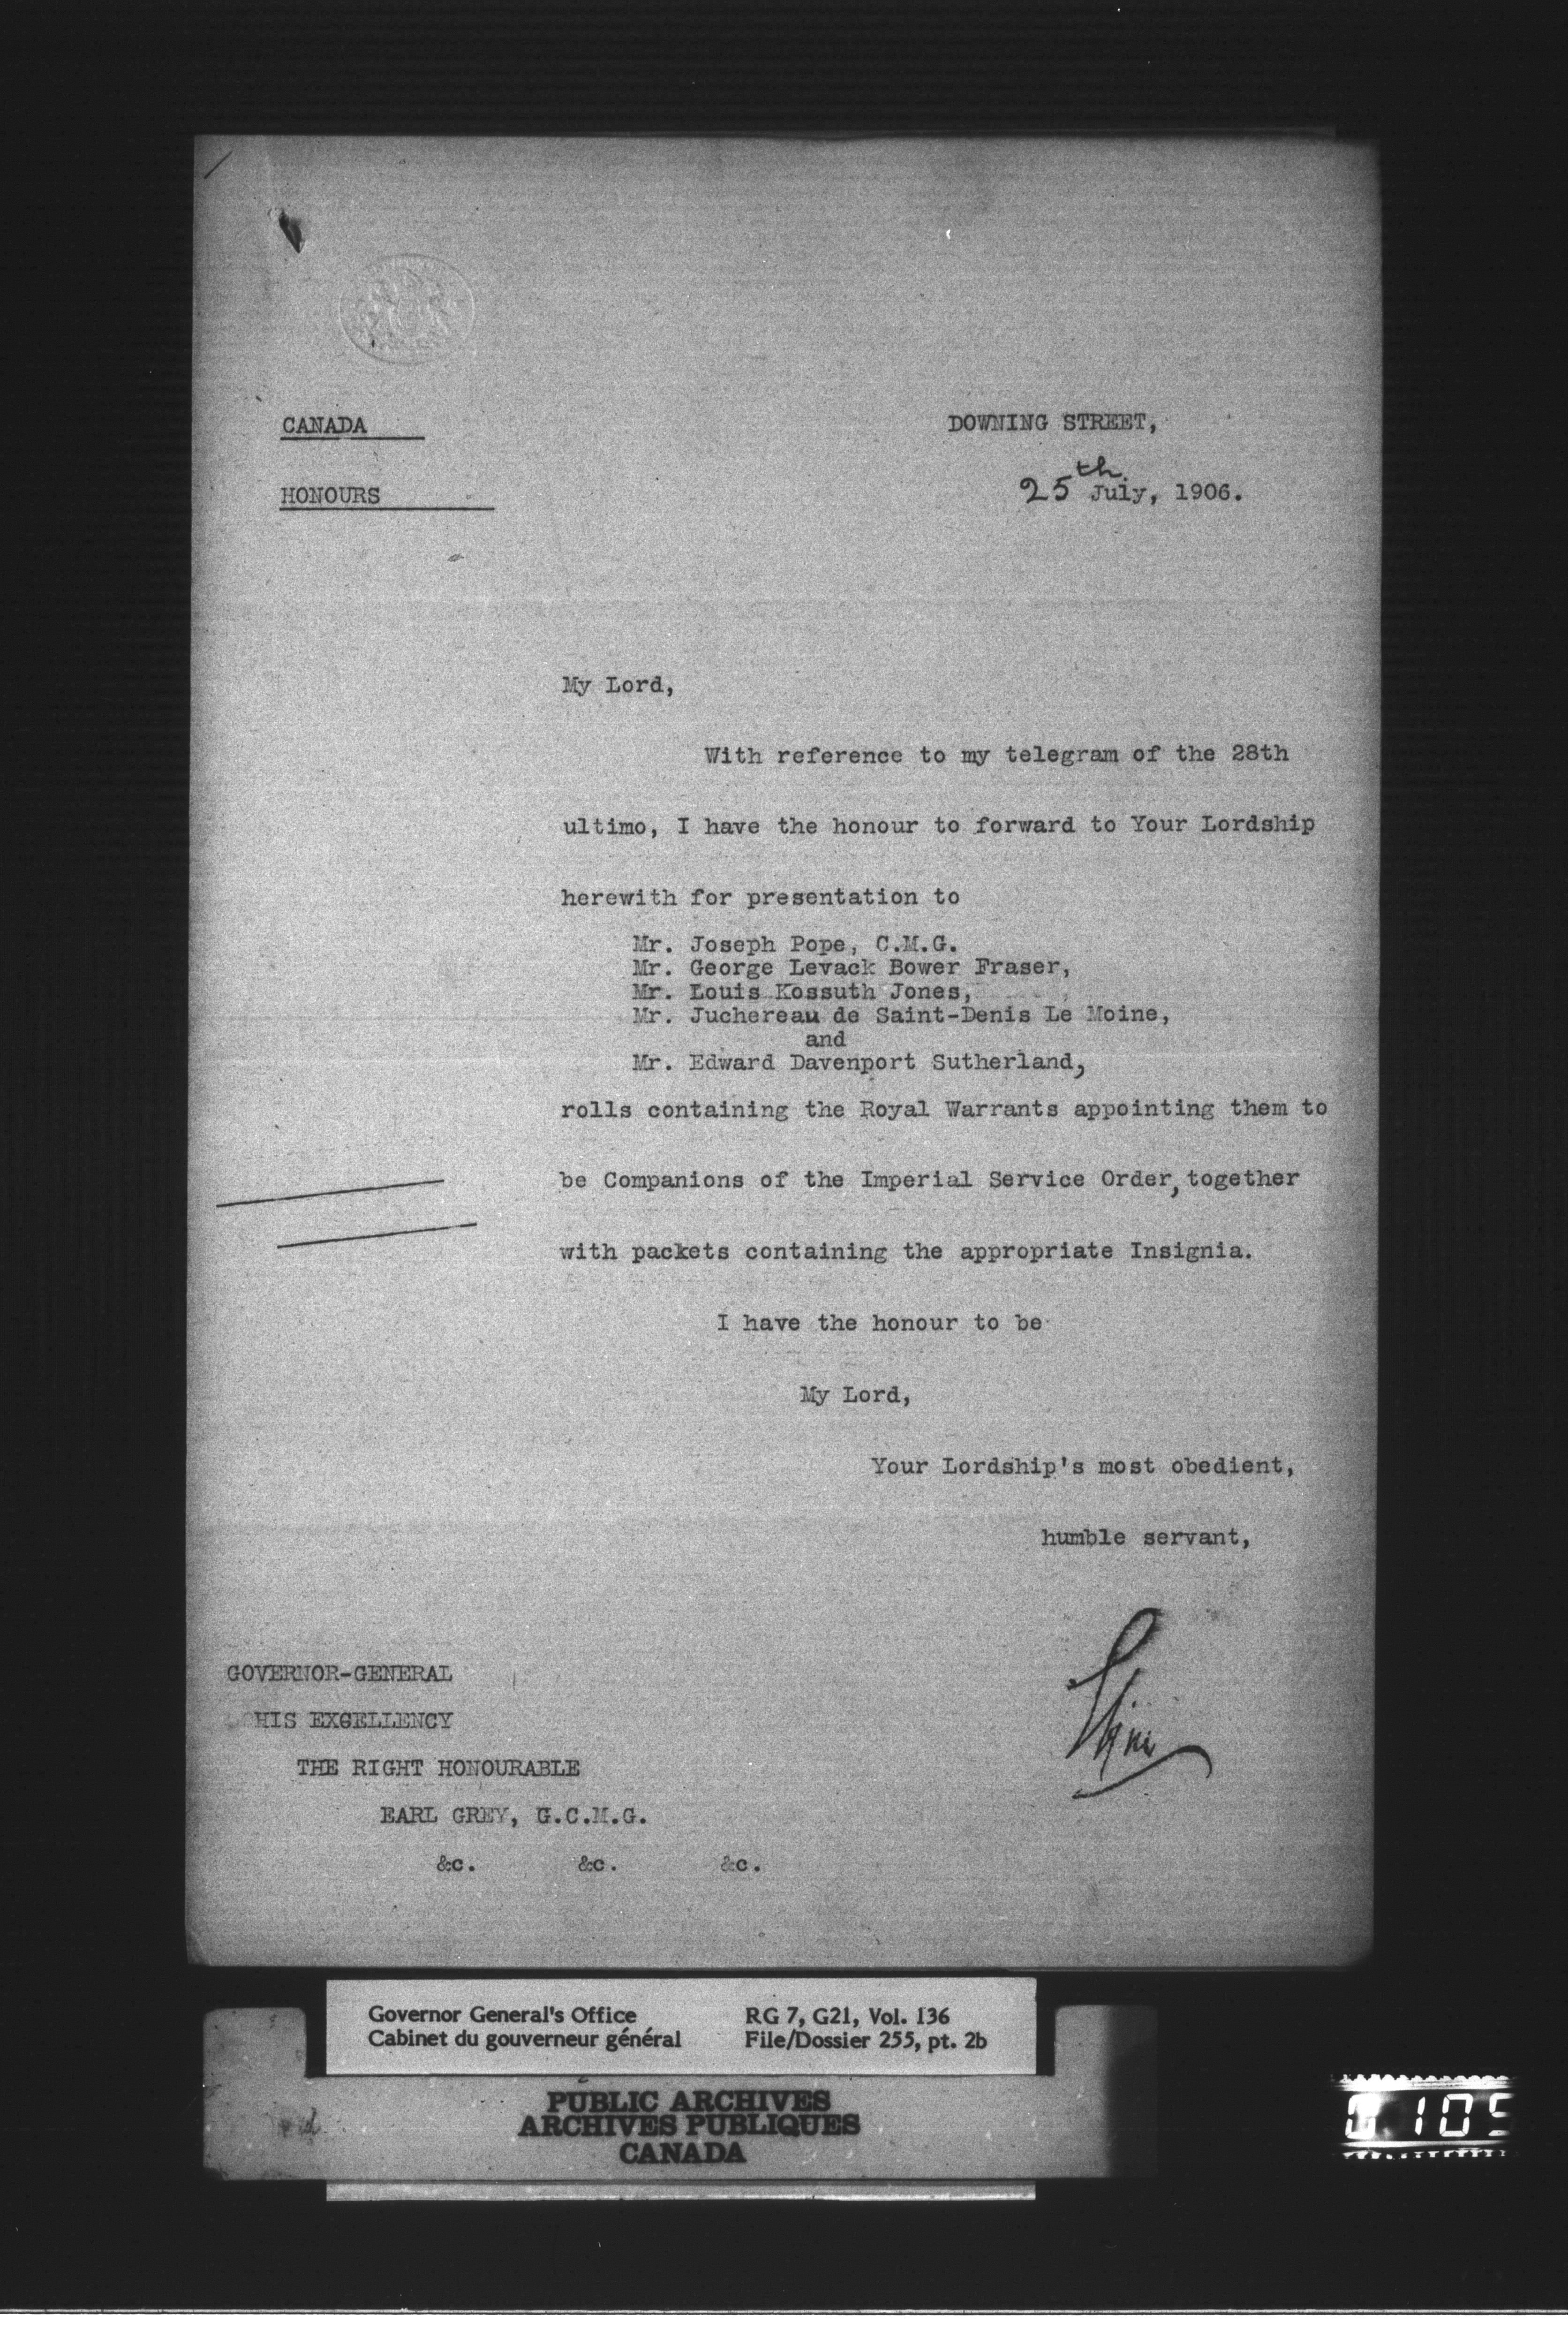 CANADA
DOWNING STREET,
HONOURS
25th July, 1906.
My Lord,
With reference to my telegram of the 28th
ultimo, I have the honour to forward to Your Lordship
herewith for presentation to
Mr. Joseph Pope, C.M.G.
Mr. George Levack Bower Fraser,
Mr. Louis Kossuth Jones,
Mr. Juchereau de Saint-Denis Le Moine,
and
Mr. Edward Davenport Sutherland,
rolls containing the Royal Warrants appointing them to
be Companions of the Imperial Service Order, together
with packets containing the appropriate Insignia.
I have the honour to be
My Lord,
Your Lordship's most obedient,
humble servant,
Elgin
GOVERNOR-GENERAL
HIS EXCELLENCY
THE RIGHT HONOURABLE
EARL GREY, G.C.M.G.
&c. &c. &c.
Governor General's Office
Cabinet du gouverneur général
RG 7, G21, Vol. 136
File/Dossier 255, pt. 2b
PUBLIC ARCHIVES
ARCHIVES PUBLIQUES
CANADA